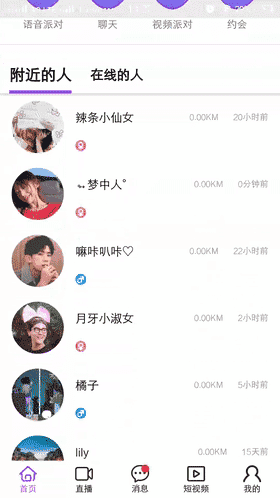 语音派对 聊天 视频派对 约会
附近的人 在线的人
辣条小仙女 0.00KM 20小时前
梦中人° 0.00KM 0分钟前
嘛咔叭咔♡ 0.00KM 22小时前
月牙小淑女 0.00KM 2小时前
橘子 0.00KM 5小时前
lily 0.00KM 15天前
首页 直播 消息 短视频 我的